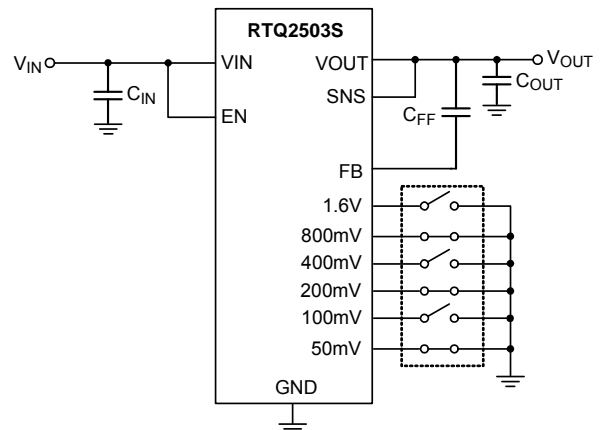 RTQ2503S
VIN
VIN
VOUT
VOUT
SNS
CIN
COUT
EN
CFF
FB
1.6V
800mV
400mV
200mV
100mV
50mV
GND